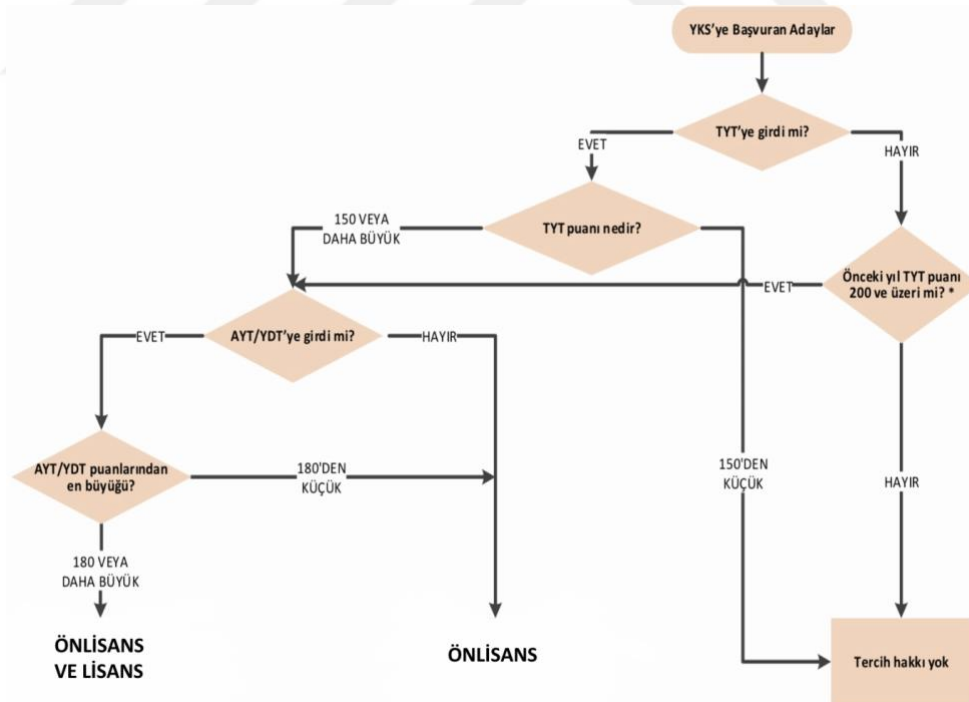 YKS'ye Başvuran Adaylar
TYT'ye girdi mi?
EVET
HAYIR
TYT puanı nedir?
150 VEYA
DAHA BÜYÜK
Önceki yıl TYT puanı
200 ve üzeri mi? *
EVET
AYT/YDT'ye girdi mi?
EVET
HAYIR
AYT/YDT puanlarından
en büyüğü?
180'DEN
KÜÇÜK
150'DEN
KÜÇÜK
HAYIR
180 VEYA
DAHA BÜYÜK
ÖNLİSANS
VE LİSANS
ÖNLİSANS
Tercih hakkı yok